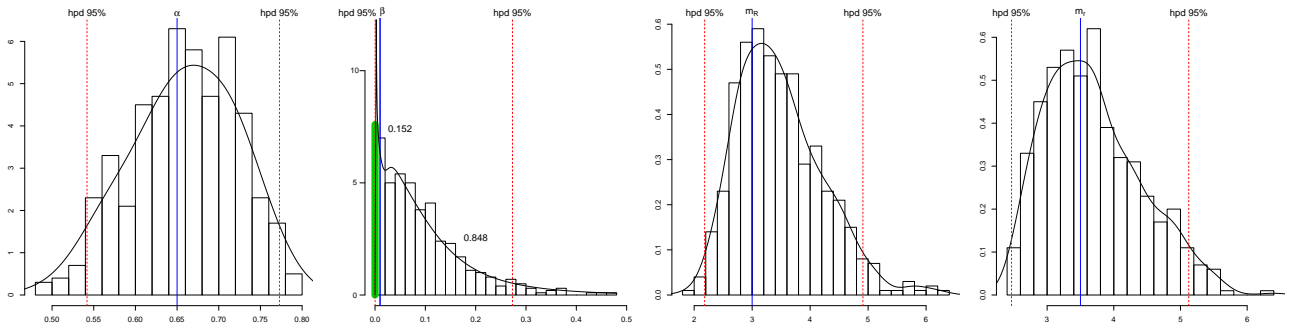 hpd 95% α hpd 95%
0 1 2 3 4 5 6
0.50 0.55 0.60 0.65 0.70 0.75 0.80
hpd 95% β hpd 95%
0 5 10
0.152
0.848
0.0 0.1 0.2 0.3 0.4 0.5
hpd 95% m_R hpd 95%
0.0 0.1 0.2 0.3 0.4 0.5 0.6
2 3 4 5 6
hpd 95% m_r hpd 95%
0.0 0.1 0.2 0.3 0.4 0.5 0.6
3 4 5 6